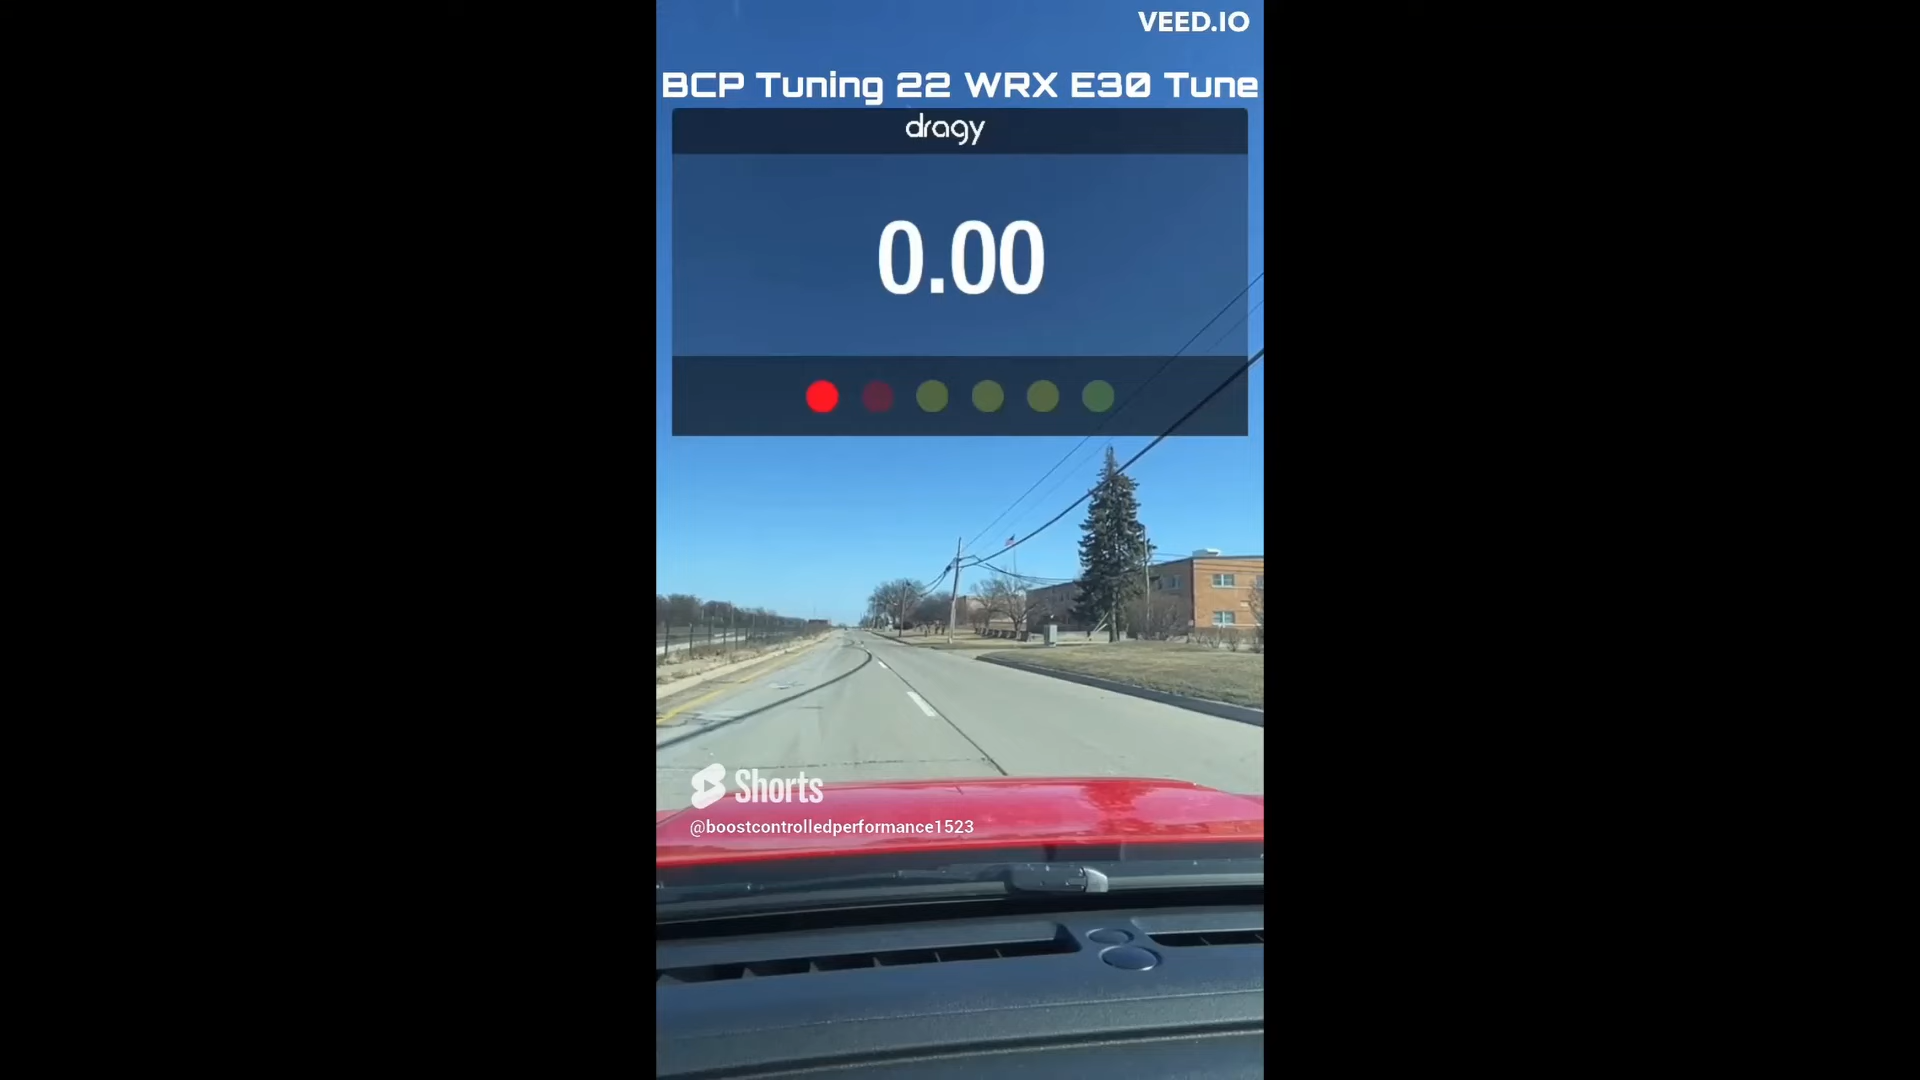 VEED.IO
BCP Tuning 22 WRX E30 Tune
dragy
0.00
Shorts
@boostcontrolledperformance1523